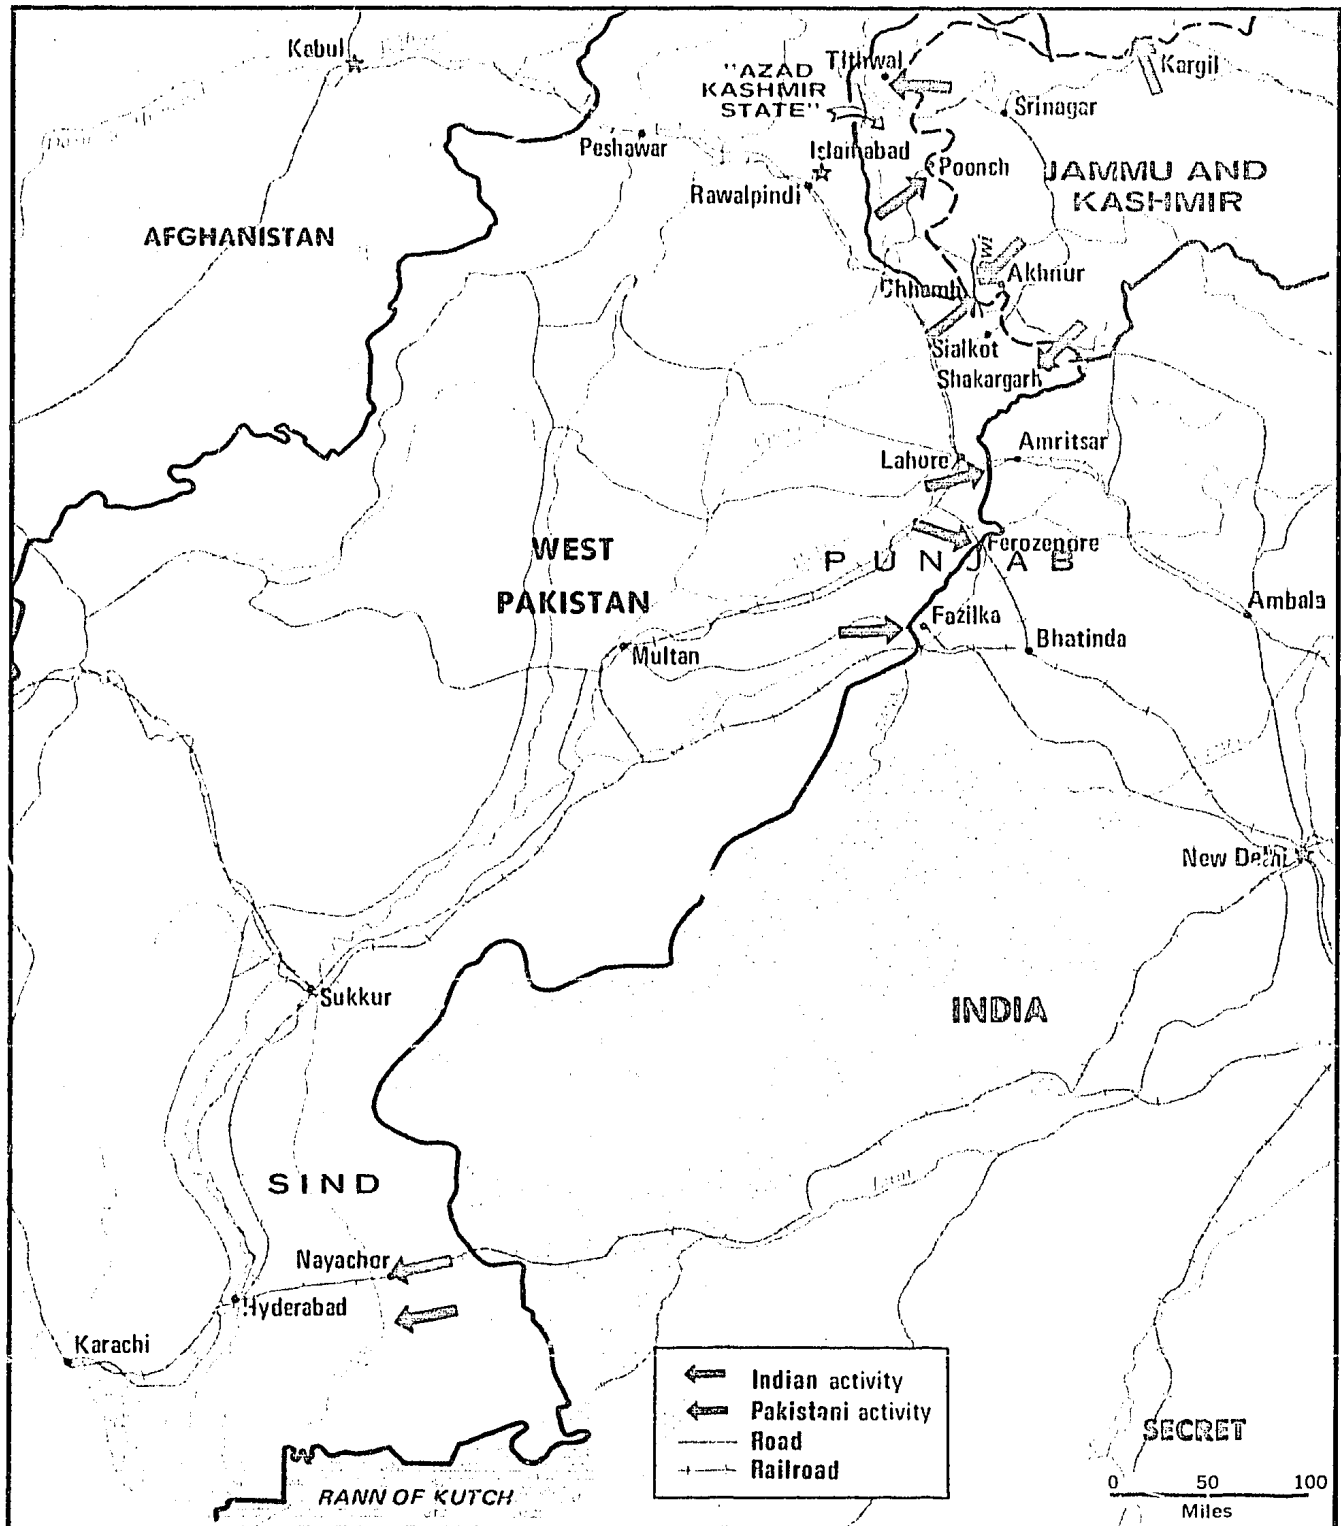 Kabul
Tithwal
Kargil
"AZAD
KASHMIR
STATE"
Srinagar
Peshawar
Islamabad
Poonch
Rawalpindi
JAMMU AND
KASHMIR
AFGHANISTAN
Chhamb
Akhnur
Sialkot
Shakargarh
Lahore
Amritsar
WEST
PAKISTAN
Ferozepore
PUNJAB
Fazilka
Ambala
Multan
Bhatinda
New Delhi
Sukkur
INDIA
SIND
Nayachor
Hyderabad
Karachi
Indian activity
Pakistani activity
Road
Railroad
SECRET
RANN OF KUTCH
0 50 100
Miles